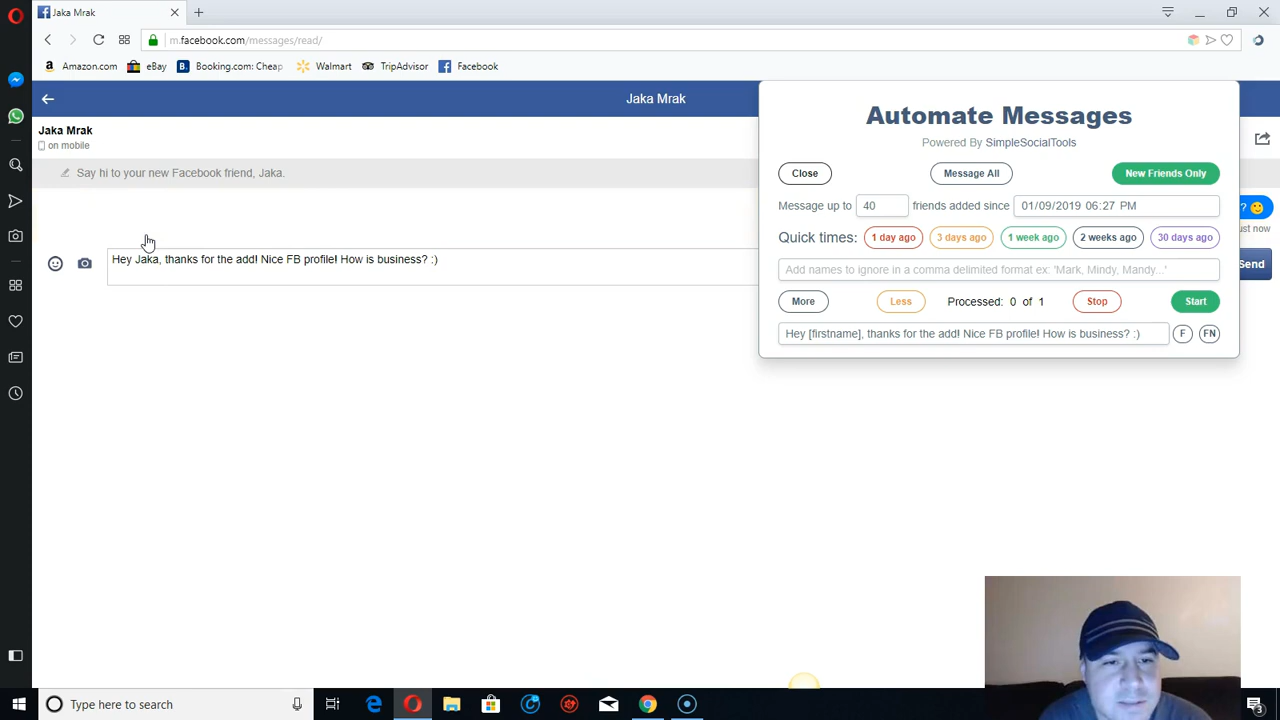 Jaka Mrak
m.facebook.com/messages/read/
Amazon.com eBay Booking.com: Cheap Walmart TripAdvisor Facebook
Jaka Mrak
Jaka Mrak
on mobile
Say hi to your new Facebook friend, Jaka.
Hey Jaka, thanks for the add! Nice FB profile! How is business? :)
Automate Messages
Powered By SimpleSocialTools
Close Message All New Friends Only
Message up to 40 friends added since 01/09/2019 06:27 PM
Quick times: 1 day ago 3 days ago 1 week ago 2 weeks ago 30 days ago
Add names to ignore in a comma delimited format ex: 'Mark, Mindy, Mandy...'
More Less Processed: 0 of 1 Stop Start
Hey [firstname], thanks for the add! Nice FB profile! How is business? :) F FN
? 🙂
just now
Send
Type here to search
3